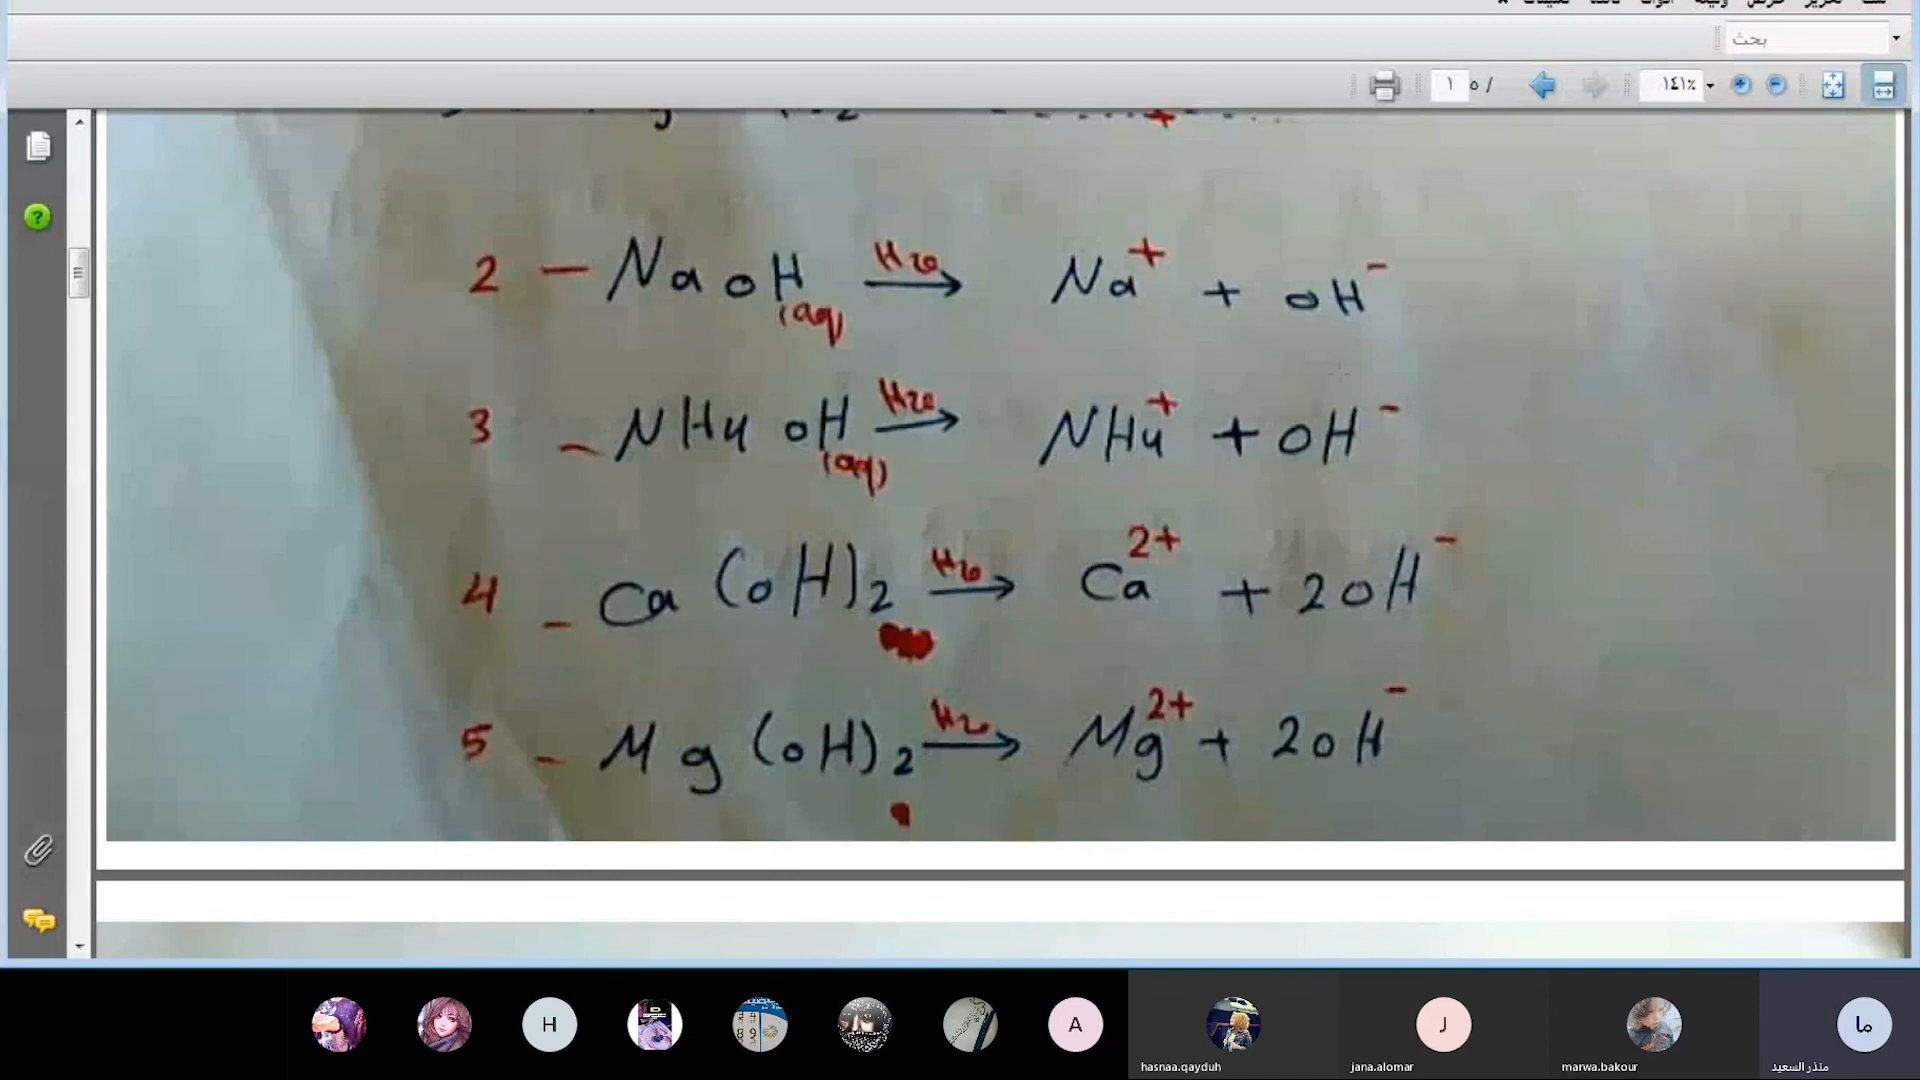 بحث
١ / ٥
١٤١٪
2 - NaOH (aq) H2O → Na+ + OH-
3 - NH4 OH (aq) H2O → NH4+ + OH-
4 - Ca (OH)2 H2O → Ca2+ + 2OH-
5 - Mg (OH)2 H2O → Mg2+ + 2OH-
H
A
hasnaa.qayduh
J
jana.alomar
marwa.bakour
ما
منذر السعيد